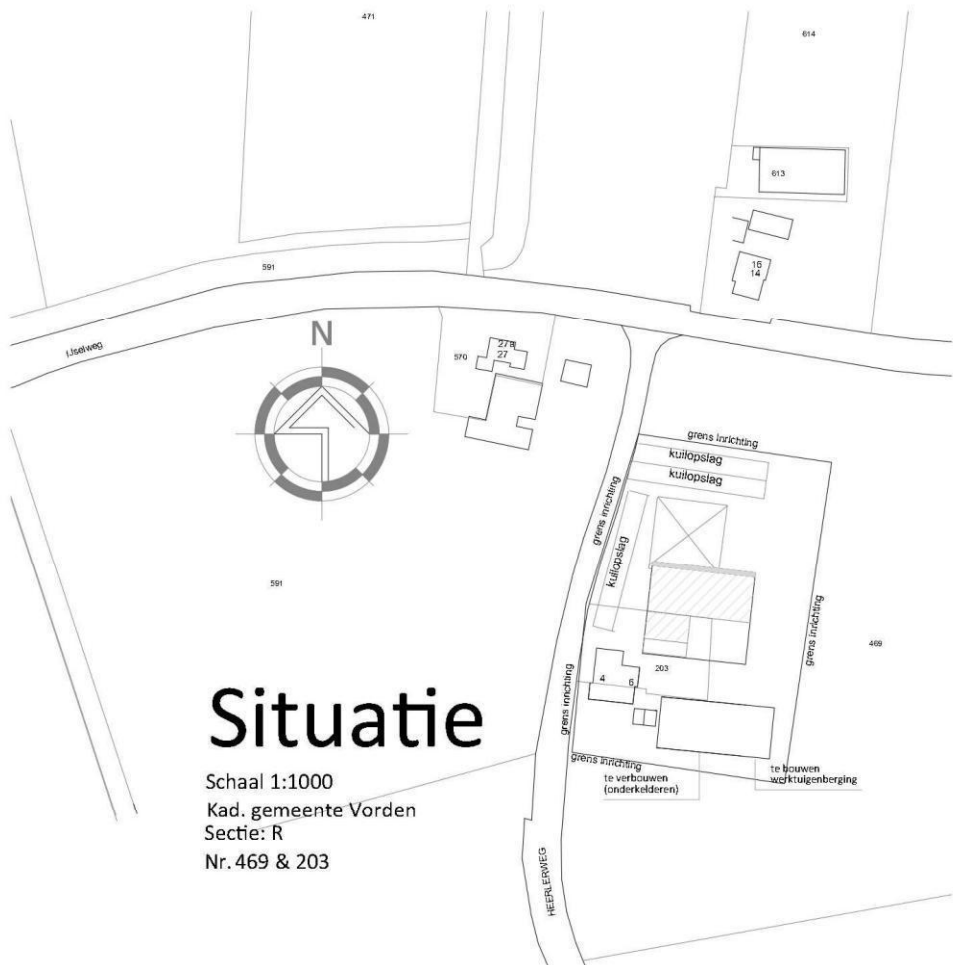 471
614
613
16
14
591
IJselweg
N
570
27B
27
grens inrichting
kuilopslag
kuilopslag
grens inrichting
kuilopslag
591
grens inrichting
469
203
4 6
grens inrichting
grens inrichting
te verbouwen
(onderkelderen)
te bouwen
werktuigenberging
Situatie
Schaal 1:1000
Kad. gemeente Vorden
Sectie: R
Nr. 469 & 203
HEERLERWEG